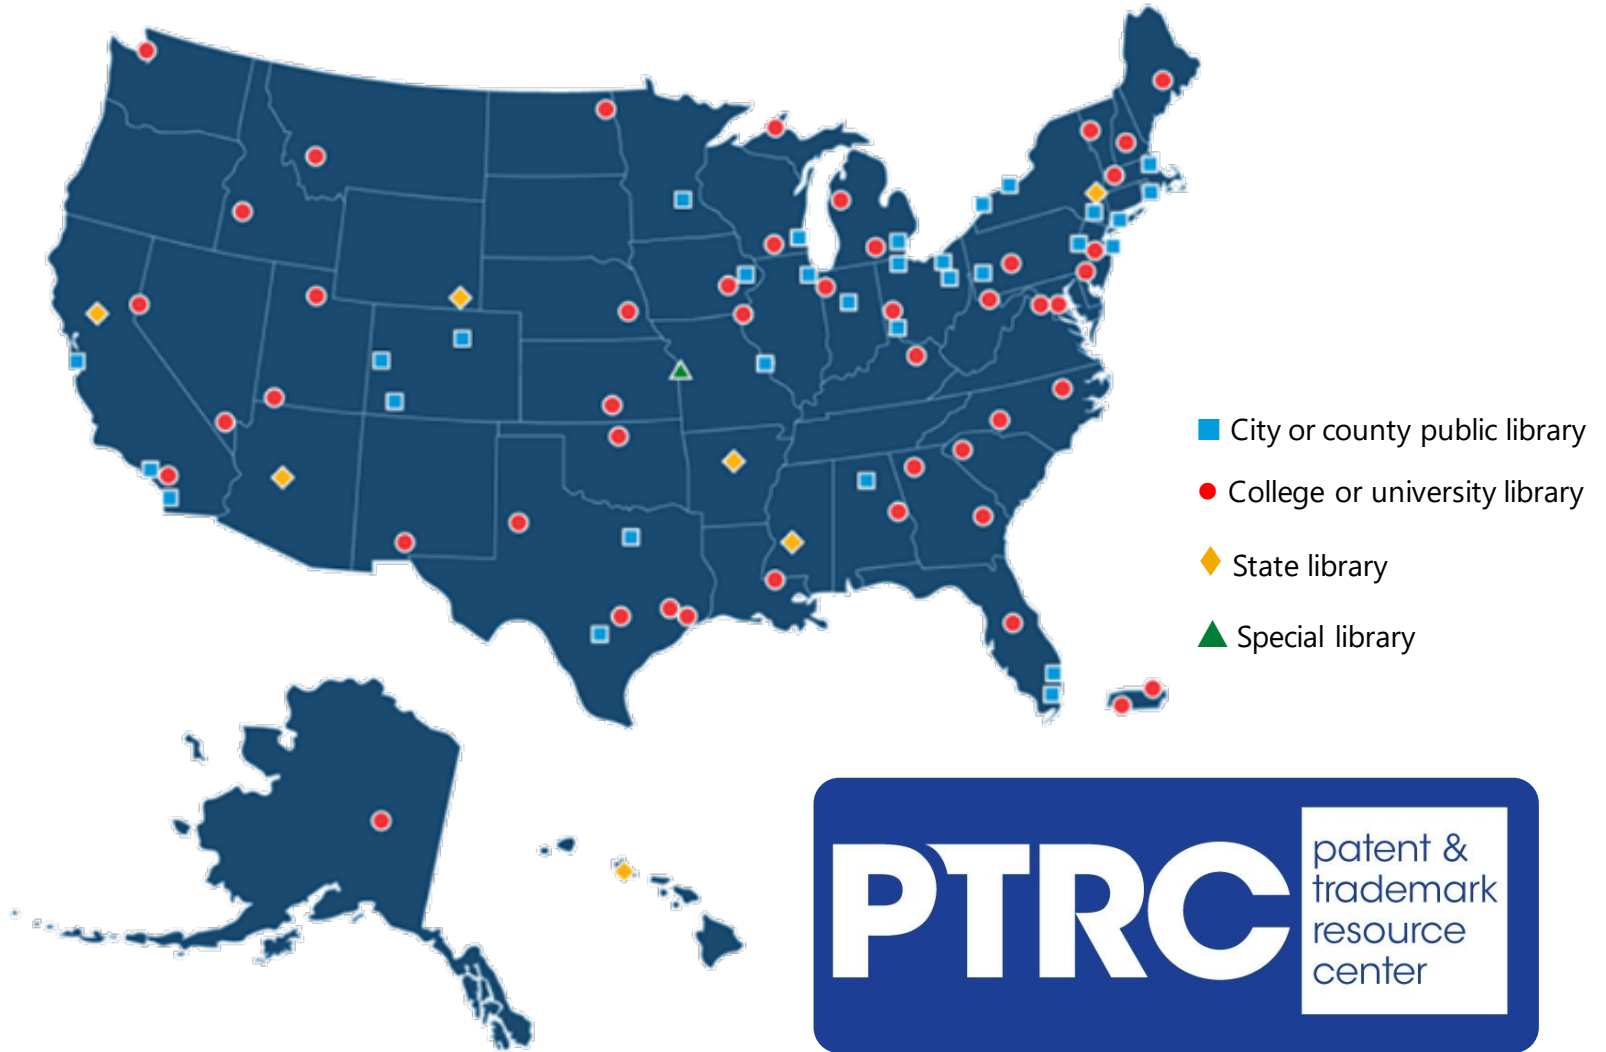 City or county public library
College or university library
State library
Special library
PTRC
patent &
trademark
resource
center